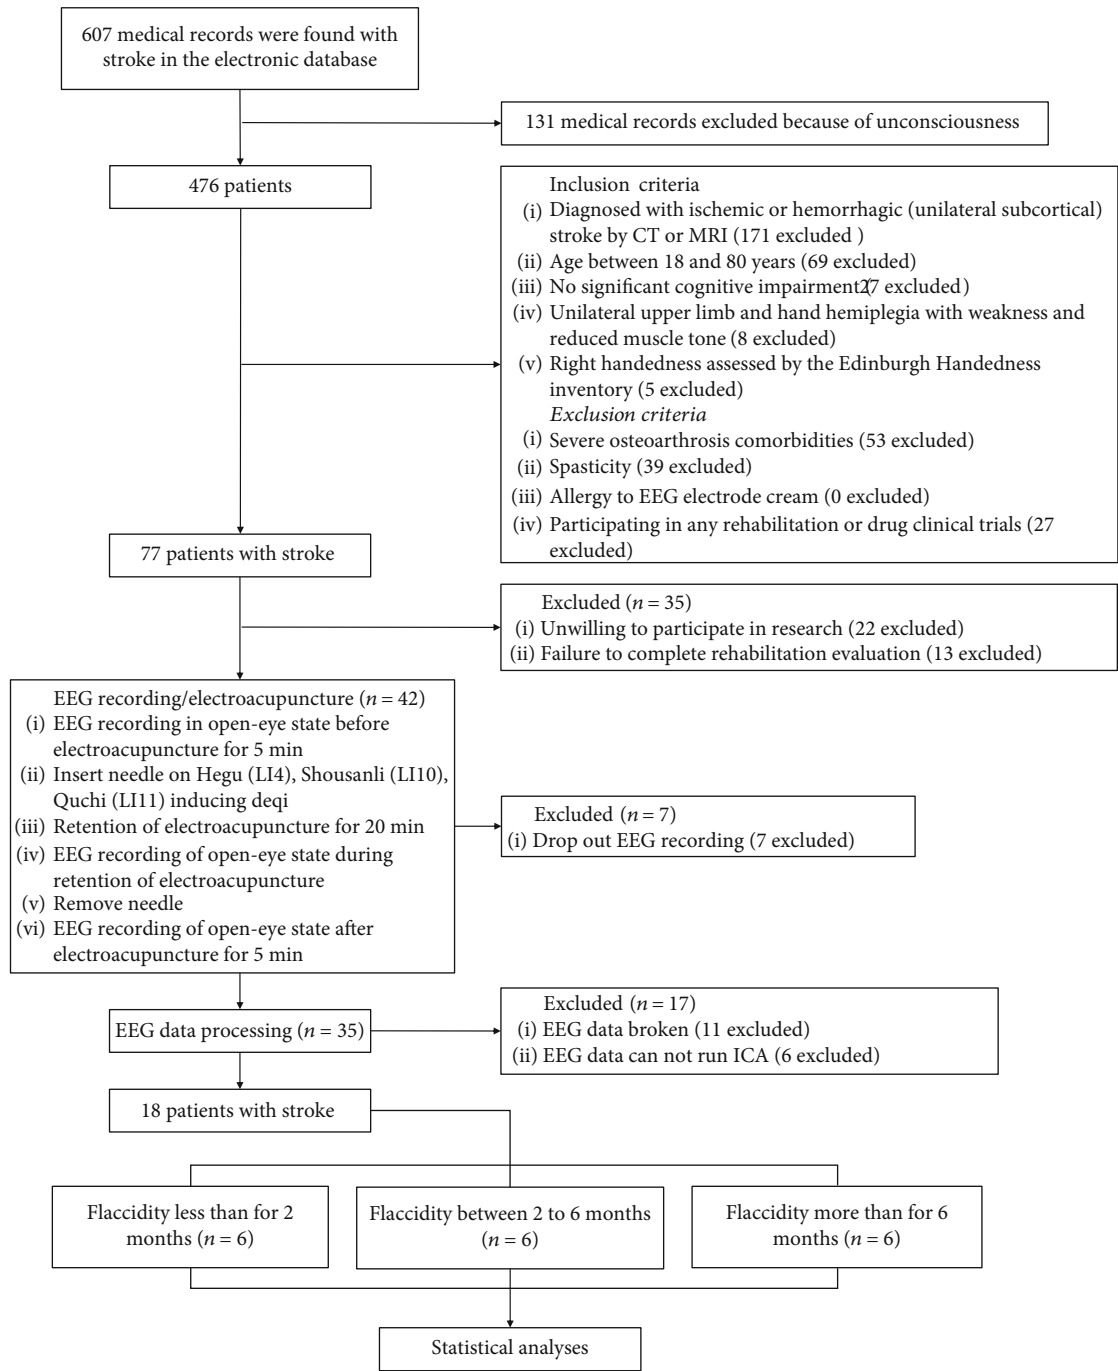 607 medical records were found with
stroke in the electronic database
131 medical records excluded because of unconsciousness
476 patients
Inclusion criteria
(i) Diagnosed with ischemic or hemorrhagic (unilateral subcortical)
stroke by CT or MRI (171 excluded )
(ii) Age between 18 and 80 years (69 excluded)
(iii) No significant cognitive impairment (27 excluded)
(iv) Unilateral upper limb and hand hemiplegia with weakness and
reduced muscle tone (8 excluded)
(v) Right handedness assessed by the Edinburgh Handedness
inventory (5 excluded)
Exclusion criteria
(i) Severe osteoarthrosis comorbidities (53 excluded)
(ii) Spasticity (39 excluded)
(iii) Allergy to EEG electrode cream (0 excluded)
(iv) Participating in any rehabilitation or drug clinical trials (27
excluded)
77 patients with stroke
Excluded (n = 35)
(i) Unwilling to participate in research (22 excluded)
(ii) Failure to complete rehabilitation evaluation (13 excluded)
EEG recording/electroacupuncture (n = 42)
(i) EEG recording in open-eye state before
electroacupuncture for 5 min
(ii) Insert needle on Hegu (LI4), Shousanli (LI10),
Quchi (LI11) inducing deqi
(iii) Retention of electroacupuncture for 20 min
(iv) EEG recording of open-eye state during
retention of electroacupuncture
(v) Remove needle
(vi) EEG recording of open-eye state after
electroacupuncture for 5 min
Excluded (n = 7)
(i) Drop out EEG recording (7 excluded)
EEG data processing (n = 35)
Excluded (n = 17)
(i) EEG data broken (11 excluded)
(ii) EEG data can not run ICA (6 excluded)
18 patients with stroke
Flaccidity less than for 2
months (n = 6)
Flaccidity between 2 to 6 months
(n = 6)
Flaccidity more than for 6
months (n = 6)
Statistical analyses